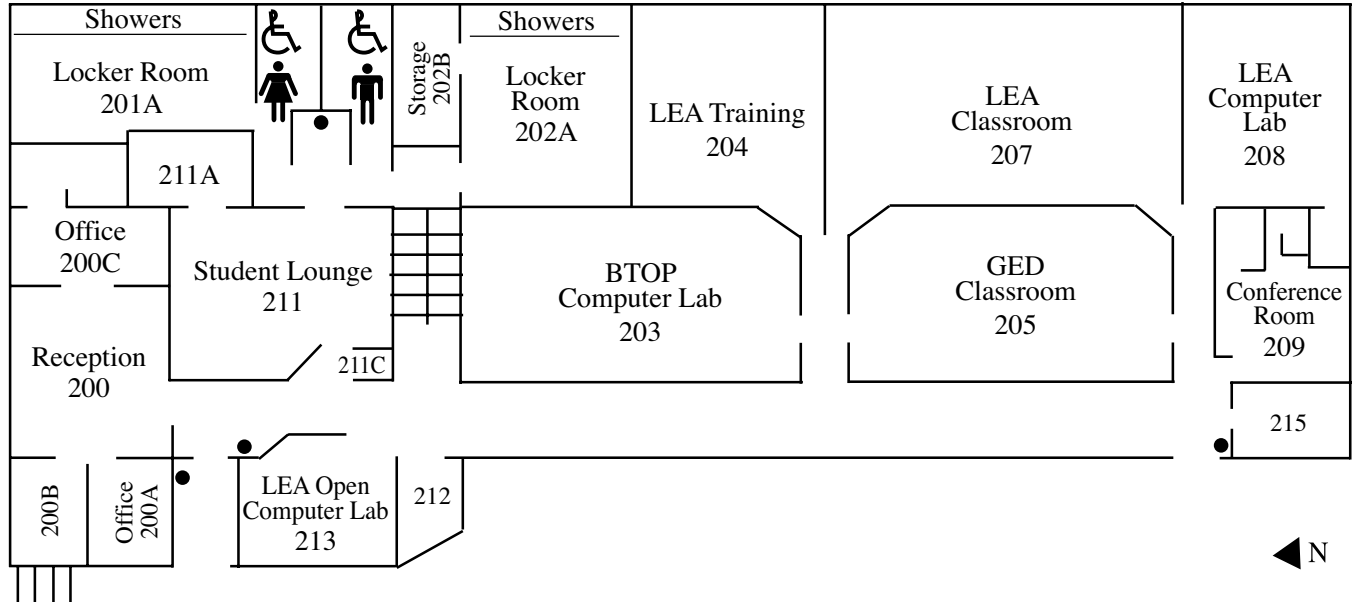 Showers
Locker Room
201A
Storage
202B
Showers
Locker
Room
202A
LEA Training
204
LEA
Classroom
207
LEA
Computer
Lab
208
211A
Office
200C
Student Lounge
211
BTOP
Computer Lab
203
GED
Classroom
205
Conference
Room
209
Reception
200
211C
215
200B
Office
200A
LEA Open
Computer Lab
213
212
N